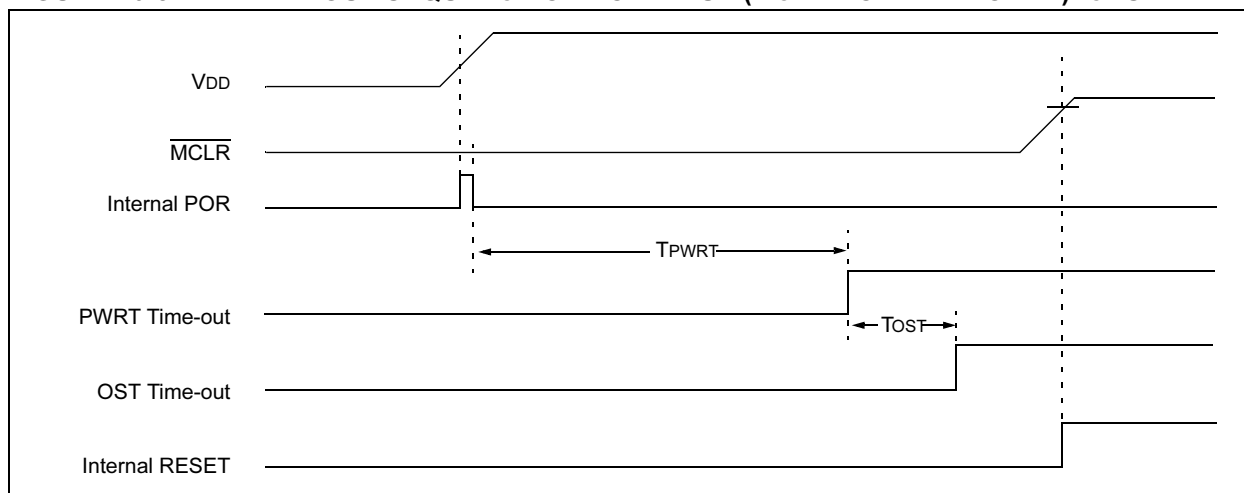 VDD
MCLR
Internal POR
TPWRT
PWRT Time-out
TOST
OST Time-out
Internal RESET